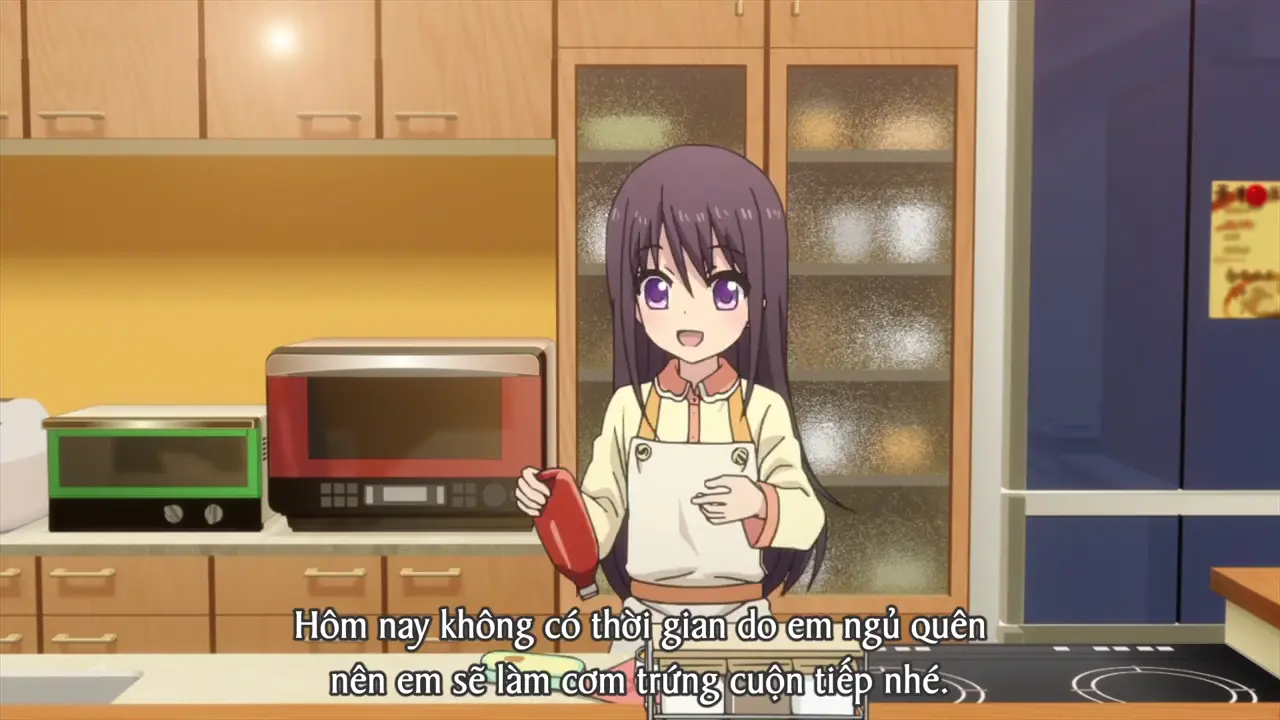 Hôm nay không có thời gian do em ngủ quên
nên em sẽ làm cơm trứng cuộn tiếp nhé.